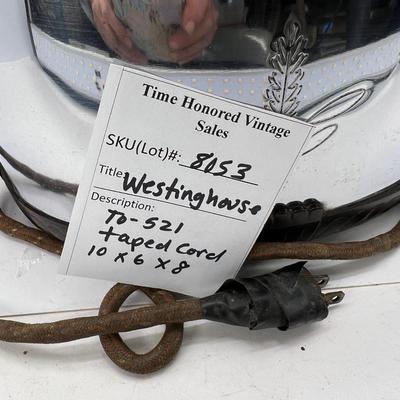 Time Honored Vintage
Sales
SKU(Lot)#: 8053
Title: Westinghouse
Description:
TO-521
taped Cord
10 x 6 x 8